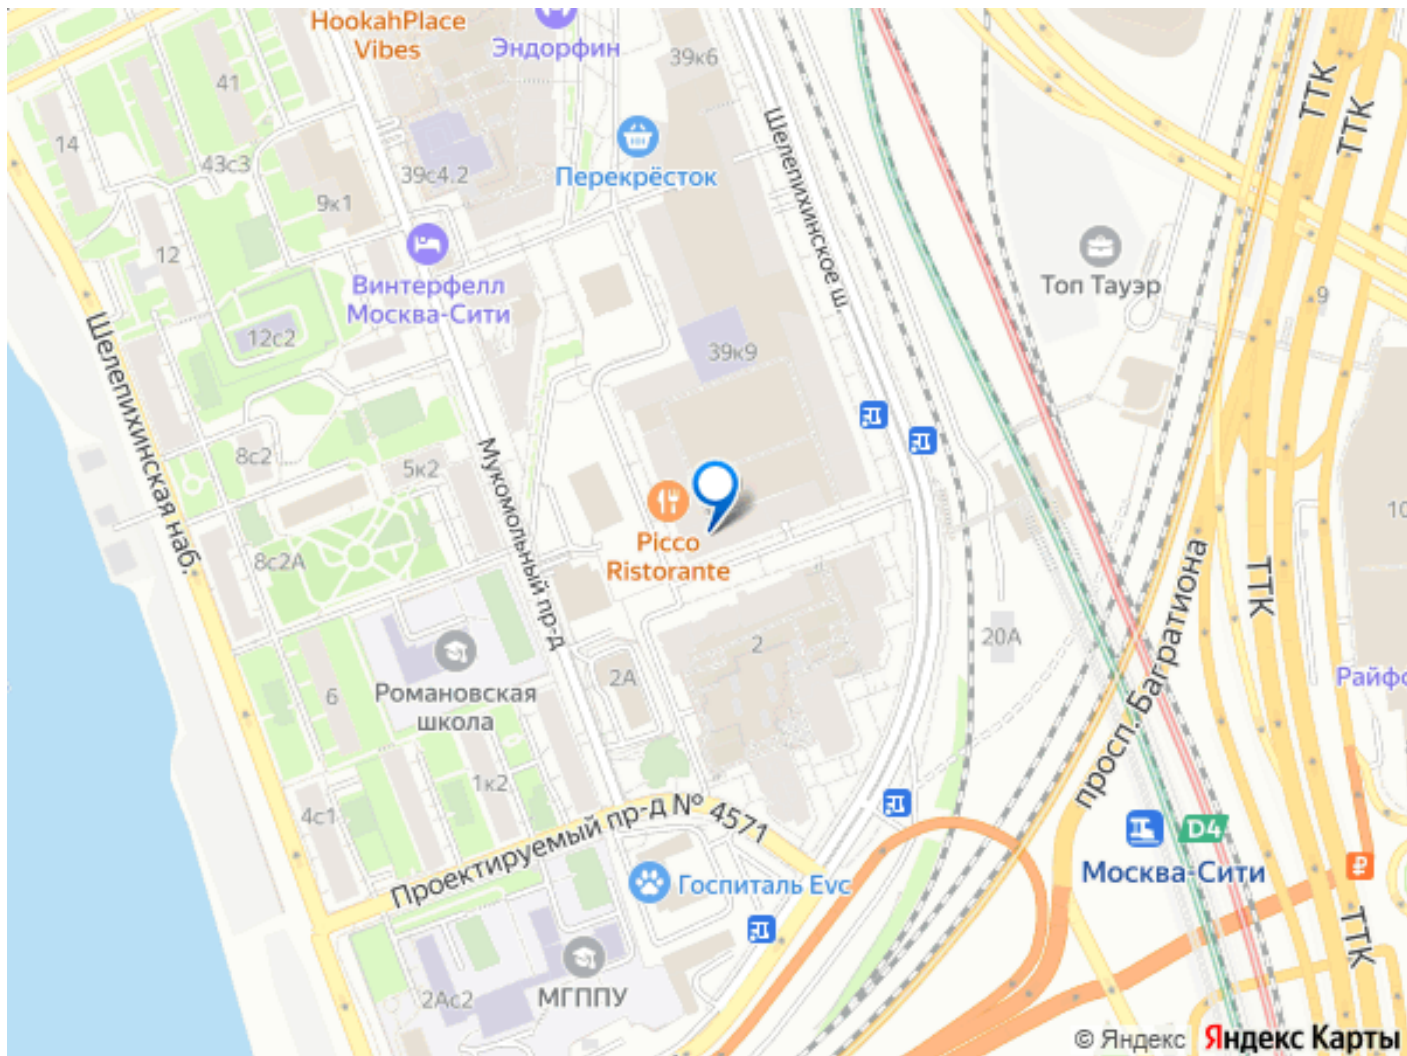 HookahPlace
Vibes
Эндорфин
39к6
ТТК
ТТК
41
14
43с3
39с4.2
Перекрёсток
Шелепихинское ш.
9к1
12
Винтерфелл
Москва-Сити
Топ Тауэр
9
12с2
39к9
Шелепихинская наб.
8с2
5к2
Мукомольный пр-д
10
8с2А
Picco
Ristorante
ТТК
просп. Багратиона
20А
2
2А
Романовская
школа
6
Райфо
1к2
4с1
Проектируемый пр-д № 4571
D4
Москва-Сити
Госпиталь Evc
ТТК
2Ас2
МГППУ
© Яндекс Яндекс Карты